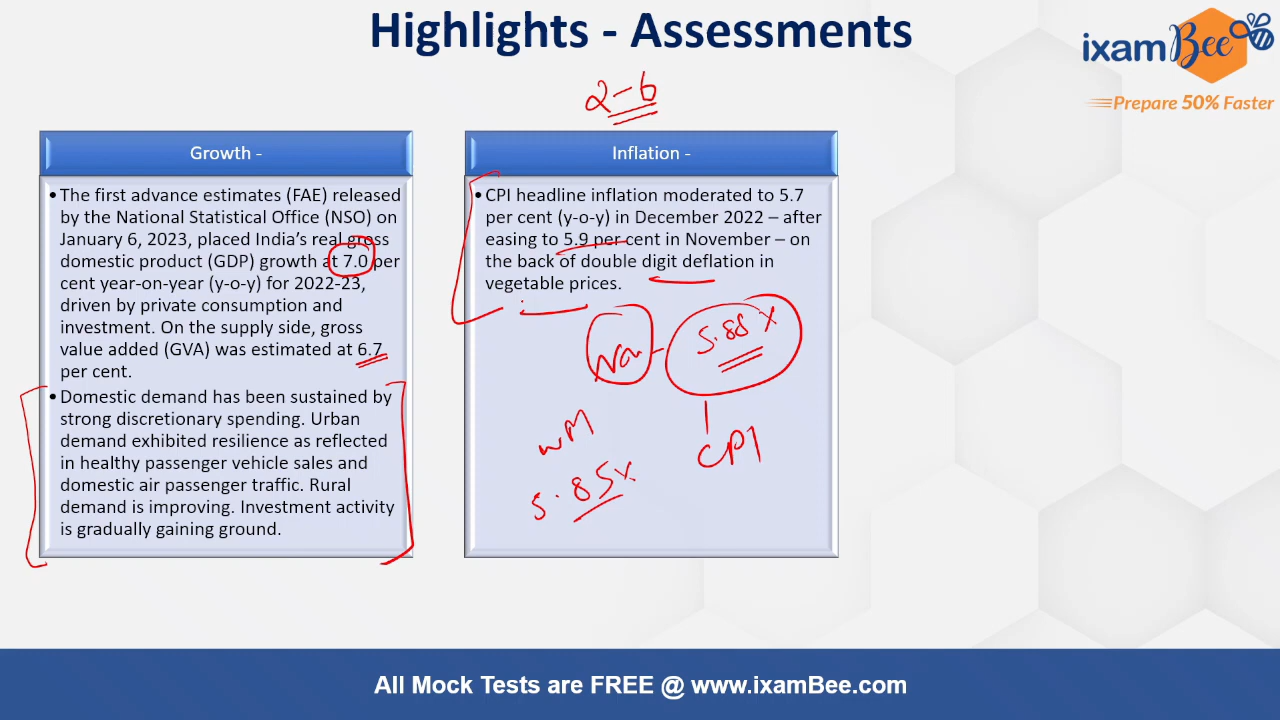 Highlights - Assessments
ixamBee
Prepare 50% Faster
2-6
Growth -
• The first advance estimates (FAE) released
by the National Statistical Office (NSO) on
January 6, 2023, placed India's real gross
domestic product (GDP) growth at 7.0 per
cent year-on-year (y-o-y) for 2022-23,
driven by private consumption and
investment. On the supply side, gross
value added (GVA) was estimated at 6.7
per cent.
• Domestic demand has been sustained by
strong discretionary spending. Urban
demand exhibited resilience as reflected
in healthy passenger vehicle sales and
domestic air passenger traffic. Rural
demand is improving. Investment activity
is gradually gaining ground.
Inflation -
• CPI headline inflation moderated to 5.7
per cent (y-o-y) in December 2022 – after
easing to 5.9 per cent in November – on
the back of double digit deflation in
vegetable prices.
CPI
5.85
All Mock Tests are FREE @ www.ixamBee.com